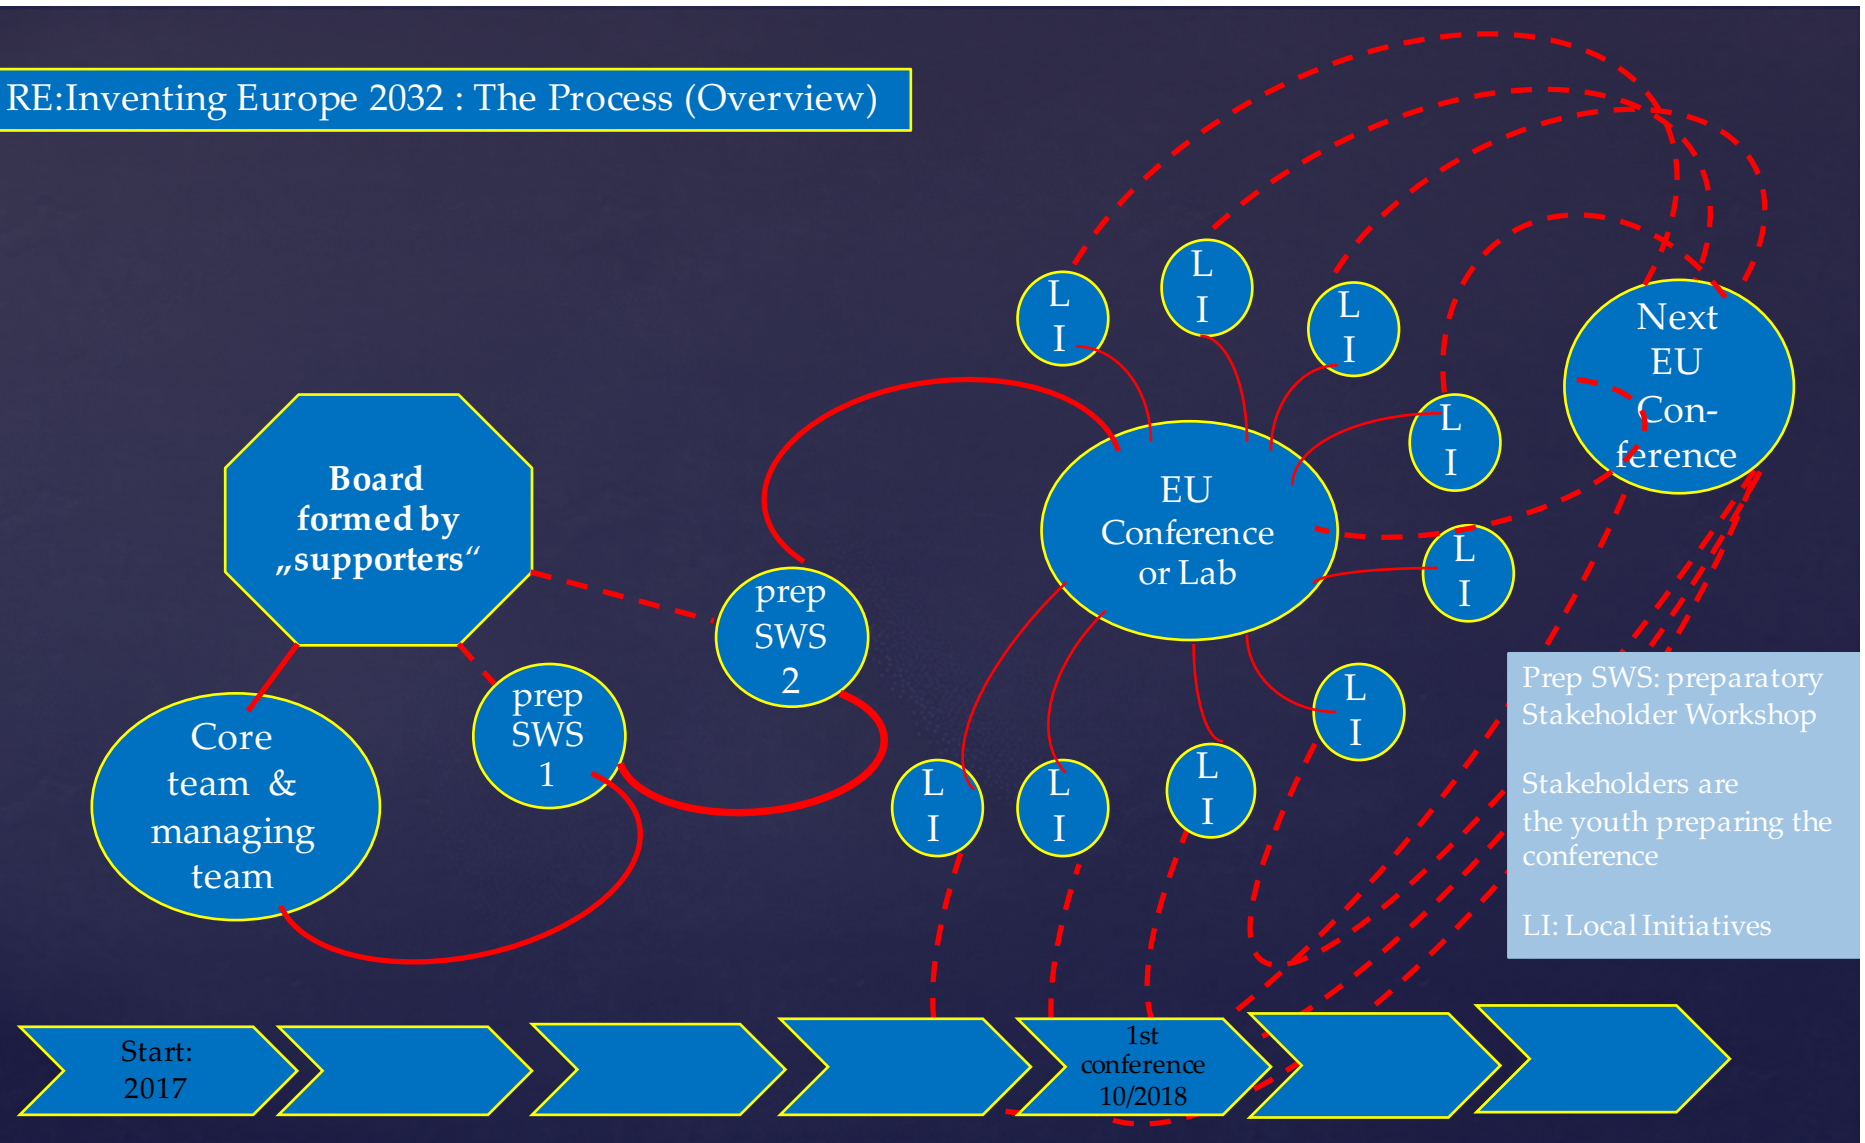 RE:Inventing Europe 2032 : The Process (Overview)
L
I
L
I
L
I
L
I
Next
EU
Con-
ference
Board
formed by
„supporters“
EU
Conference
or Lab
L
I
prep
SWS
2
prep
SWS
1
Core
team &
managing
team
L
I
L
I
L
I
L
I
Prep SWS: preparatory
Stakeholder Workshop
Stakeholders are
the youth preparing the
conference
LI: Local Initiatives
Start:
2017
1st
conference
10/2018